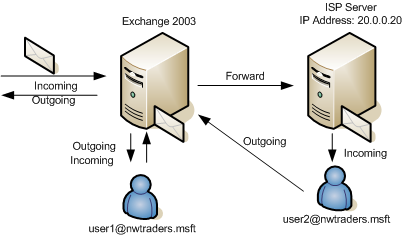 Exchange 2003
ISP Server
IP Address: 20.0.0.20
Incoming
Outgoing
Forward
Outgoing
Incoming
Outgoing
Incoming
user1@nwtraders.msft
user2@nwtraders.msft